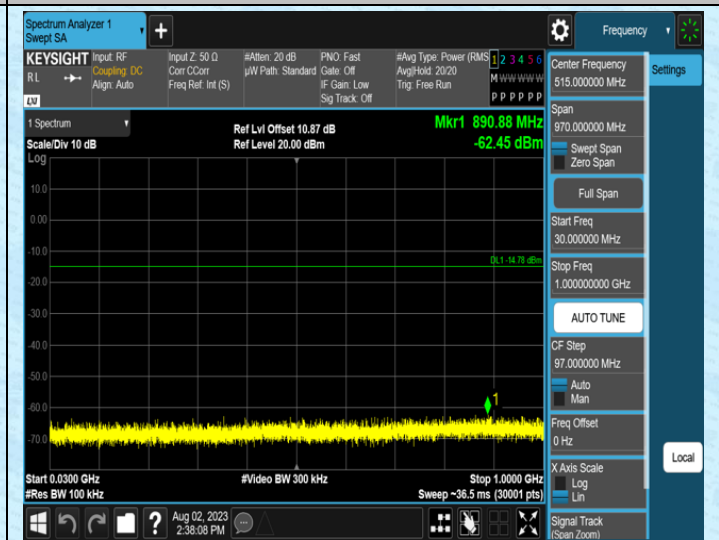 Spectrum Analyzer 1
Swept SA
+
Frequency
KEYSIGHT
RL
LXI
Input: RF
Coupling: DC
Align: Auto
Input Z: 50 Ω
Corr CCorr
Freq Ref: Int (S)
#Atten: 20 dB
µW Path: Standard
PNO: Fast
Gate: Off
IF Gain: Low
Sig Track: Off
#Avg Type: Power (RMS
Avg|Hold: 20/20
Trig: Free Run
1 2 3 4 5 6
M W W W W W
P P P P P P
1 Spectrum
Scale/Div 10 dB
Log
Ref Lvl Offset 10.87 dB
Ref Level 20.00 dBm
Mkr1 890.88 MHz
-62.45 dBm
10.0
0.00
-10.0
DL1 -14.78 dBm
-20.0
-30.0
-40.0
-50.0
-60.0
1
-70.0
Start 0.0300 GHz
#Res BW 100 kHz
#Video BW 300 kHz
Stop 1.0000 GHz
Sweep ~36.5 ms (30001 pts)
?
Aug 02, 2023
2:38:08 PM
Center Frequency
515.000000 MHz
Span
970.000000 MHz
Swept Span
Zero Span
Full Span
Start Freq
30.000000 MHz
Stop Freq
1.000000000 GHz
AUTO TUNE
CF Step
97.000000 MHz
Auto
Man
Freq Offset
0 Hz
X Axis Scale
Log
Lin
Signal Track
(Span Zoom)
Settings
Local